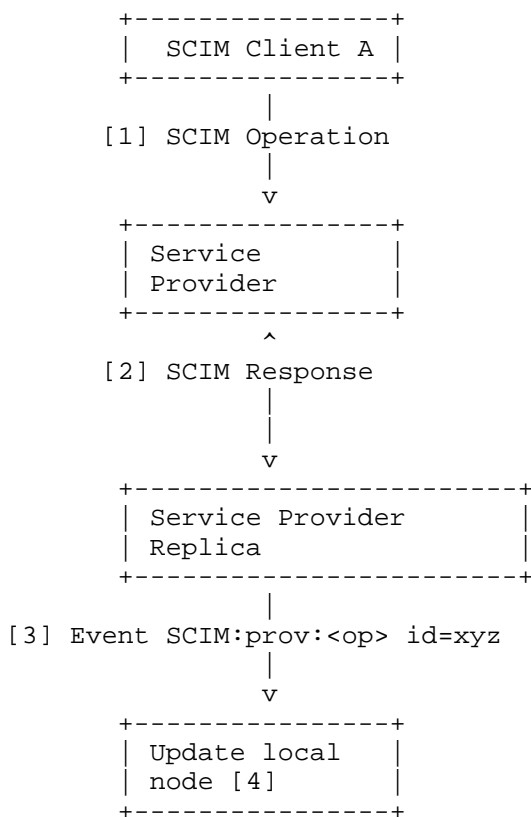 SCIM Client A
[1] SCIM Operation
v
Service
Provider
^
[2] SCIM Response
v
Service Provider
Replica
[3] Event SCIM:prov:<op> id=xyz
v
Update local
node [4]